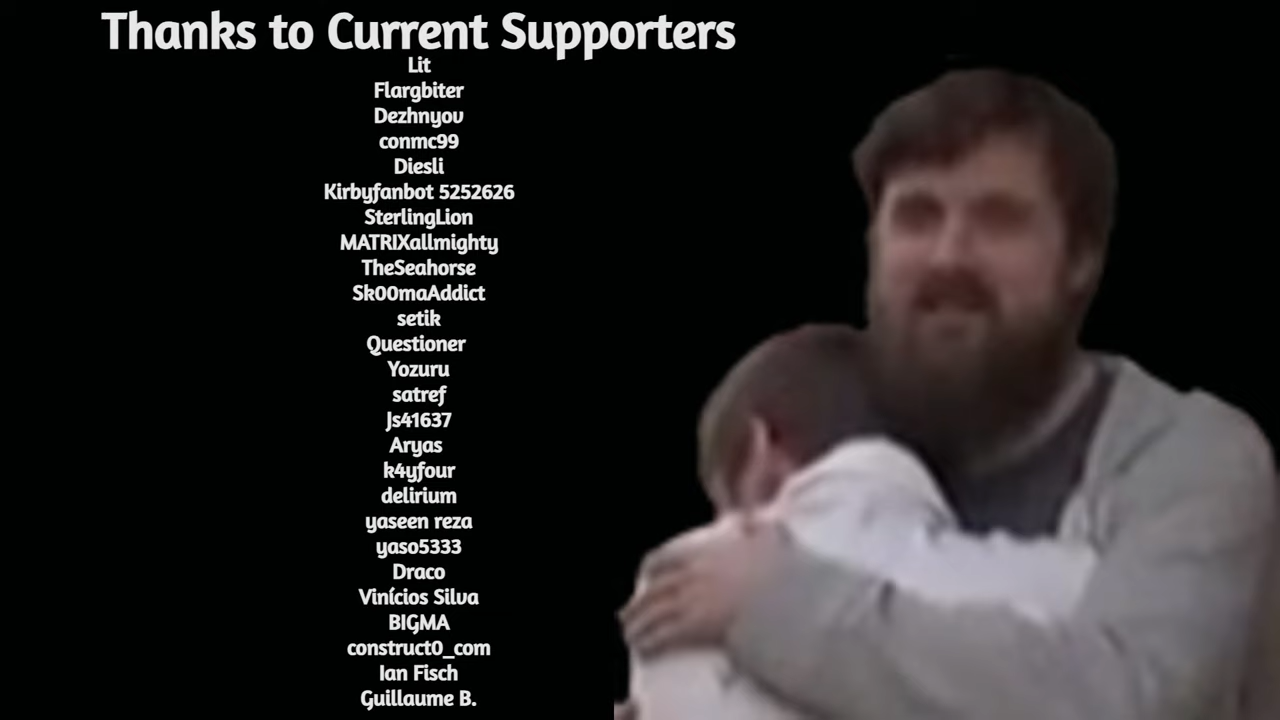 Thanks to Current Supporters
Lit
Flargbiter
Dezhnyov
conmc99
Diesli
Kirbyfanbot 5252626
SterlingLion
MATRIXallmighty
TheSeahorse
Sk00maAddict
setik
Questioner
Yozuru
satref
Js41637
Aryas
k4yfour
delirium
yaseen reza
yaso5333
Draco
Vinícios Silva
BIGMA
construct0_com
Ian Fisch
Guillaume B.